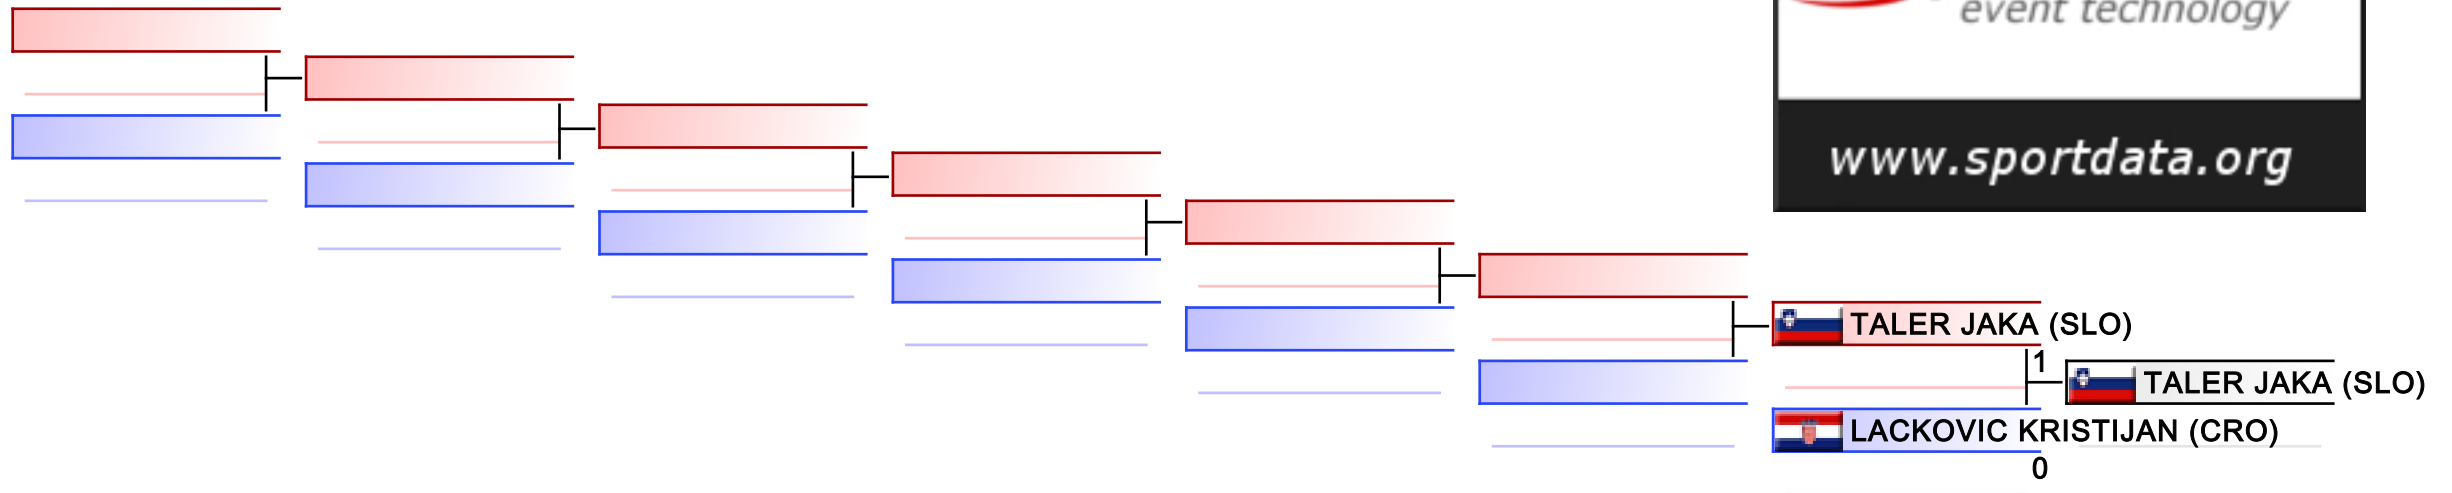 event technology
www.sportdata.org
TALER JAKA (SLO)
1
TALER JAKA (SLO)
LACKOVIC KRISTIJAN (CRO)
0